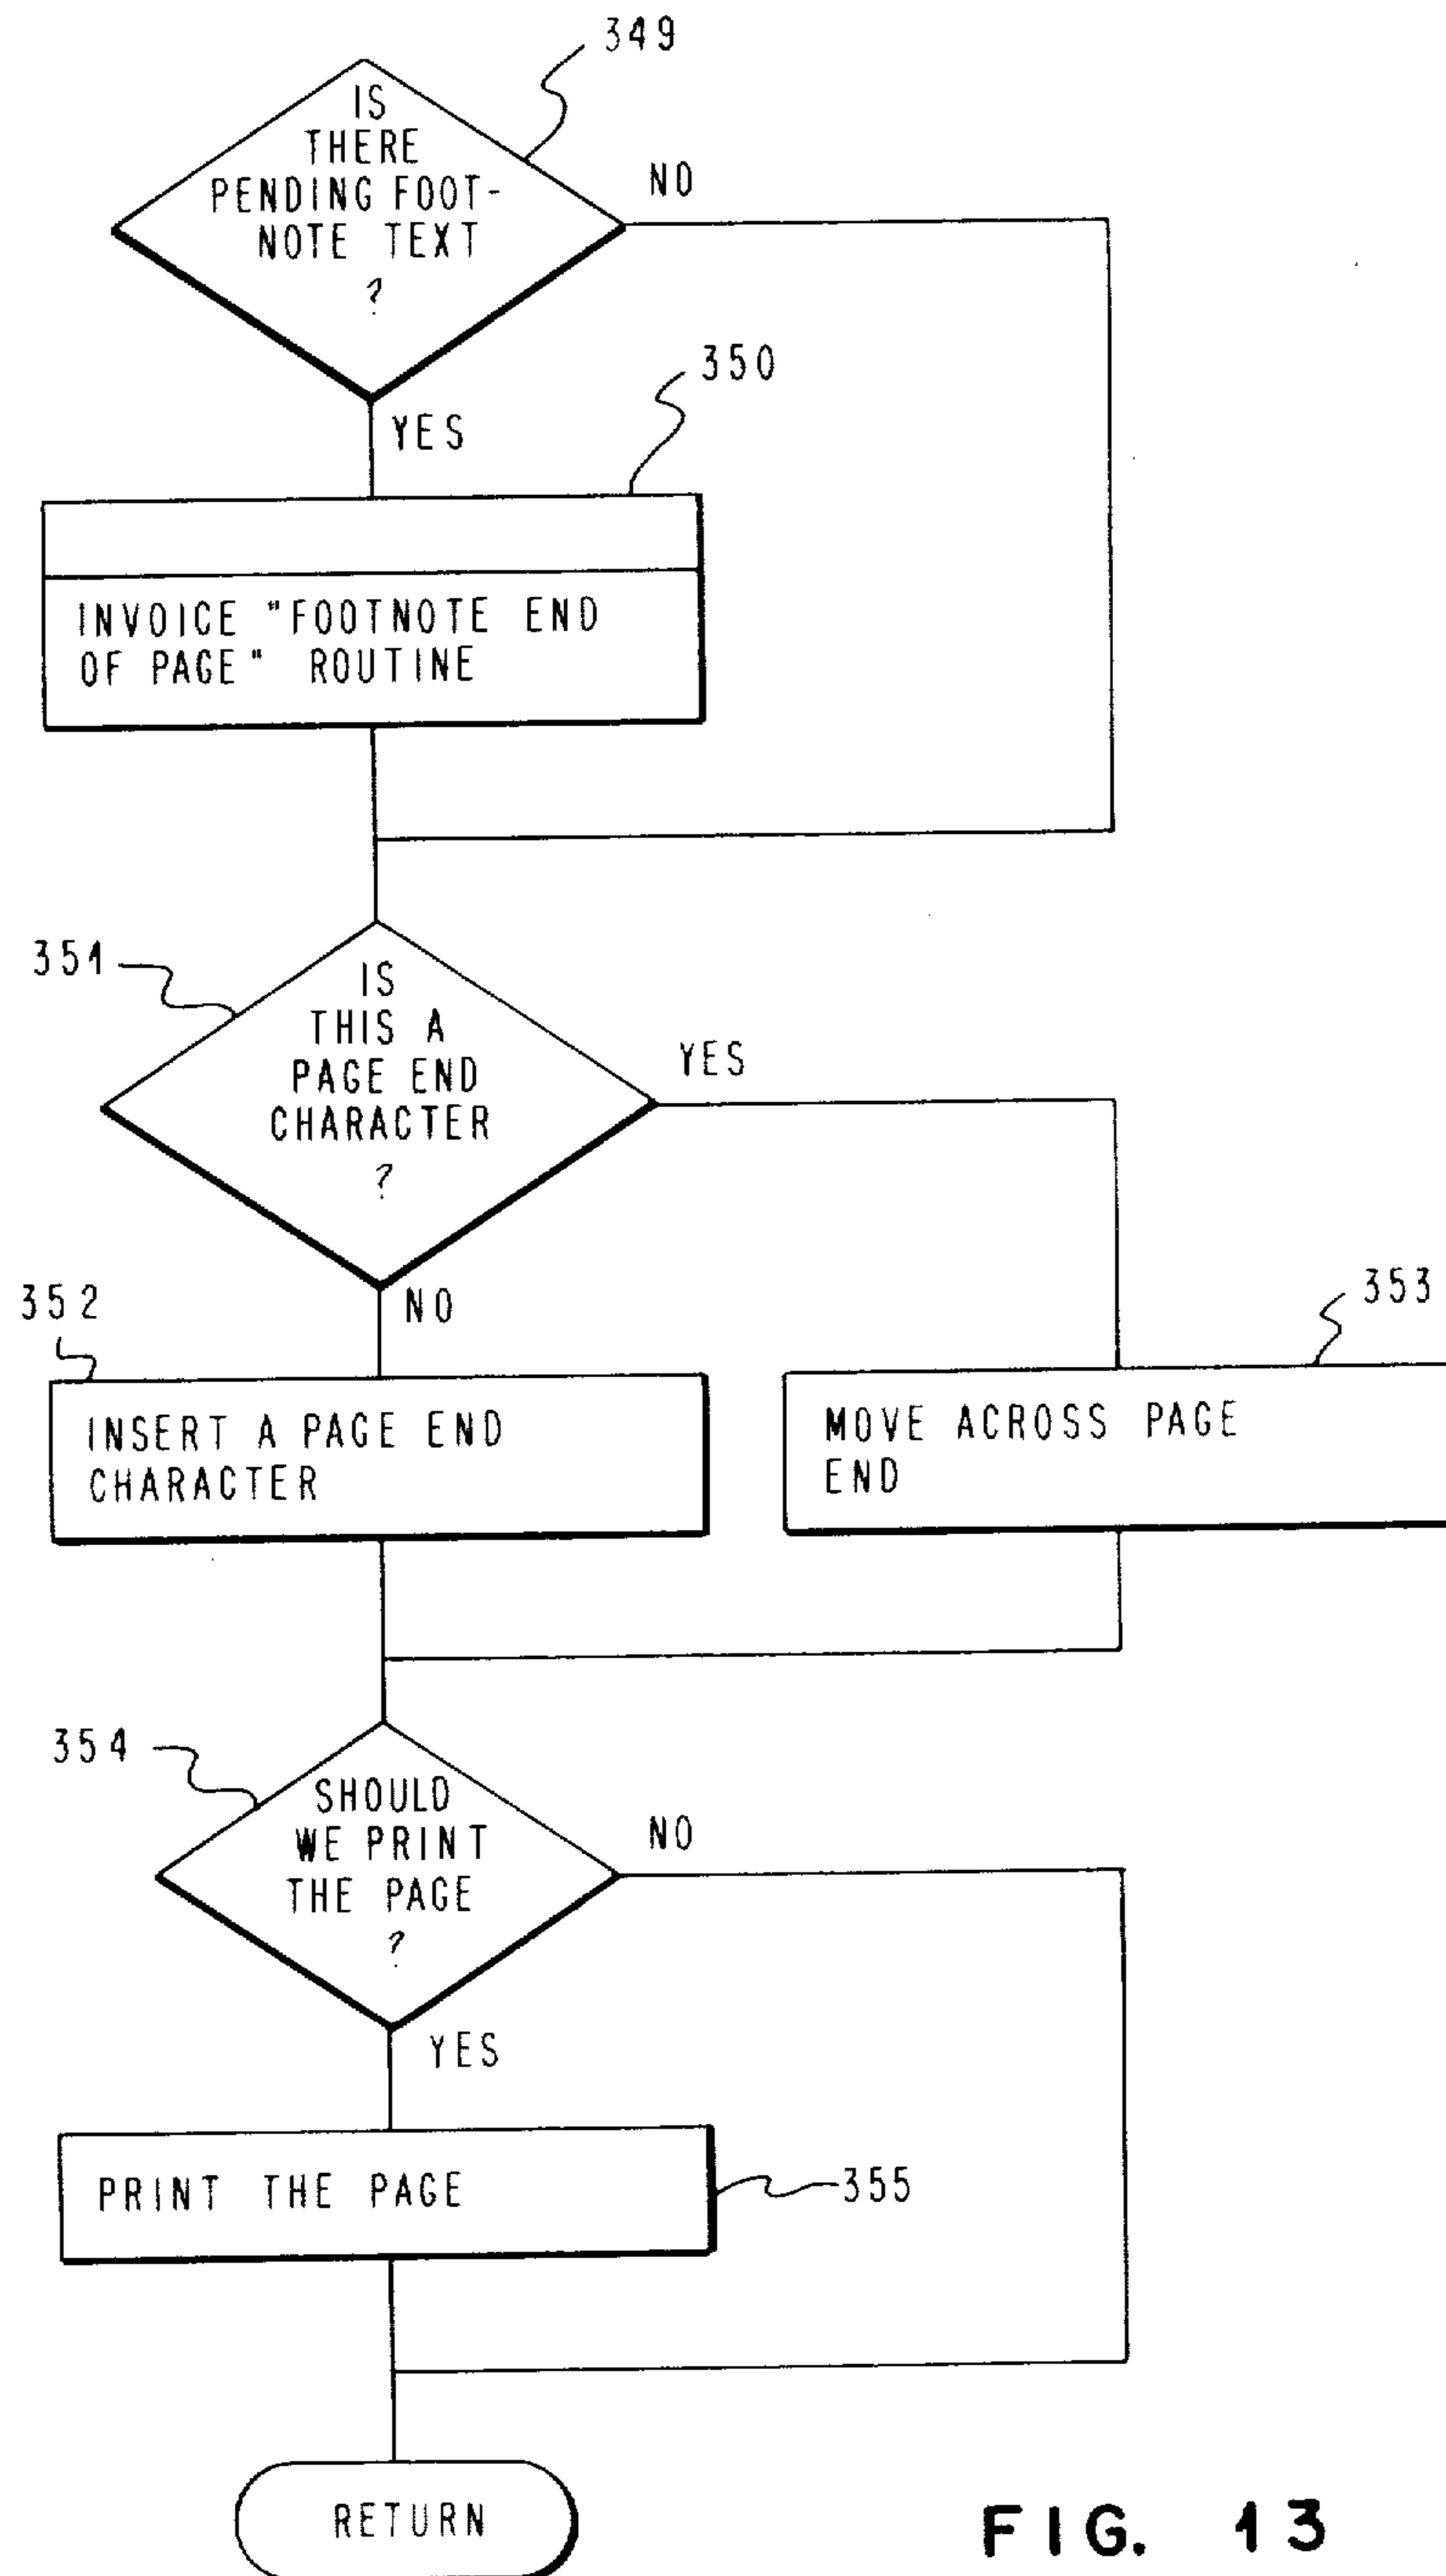 349
IS
THERE
PENDING FOOT-
NOTE TEXT
?
NO
350
YES
INVOICE "FOOTNOTE END
OF PAGE" ROUTINE
351
IS
THIS A
PAGE END
CHARACTER
?
YES
NO
352
353
INSERT A PAGE END
CHARACTER
MOVE ACROSS PAGE
END
354
SHOULD
WE PRINT
THE PAGE
?
NO
YES
PRINT THE PAGE
355
RETURN
FIG. 13